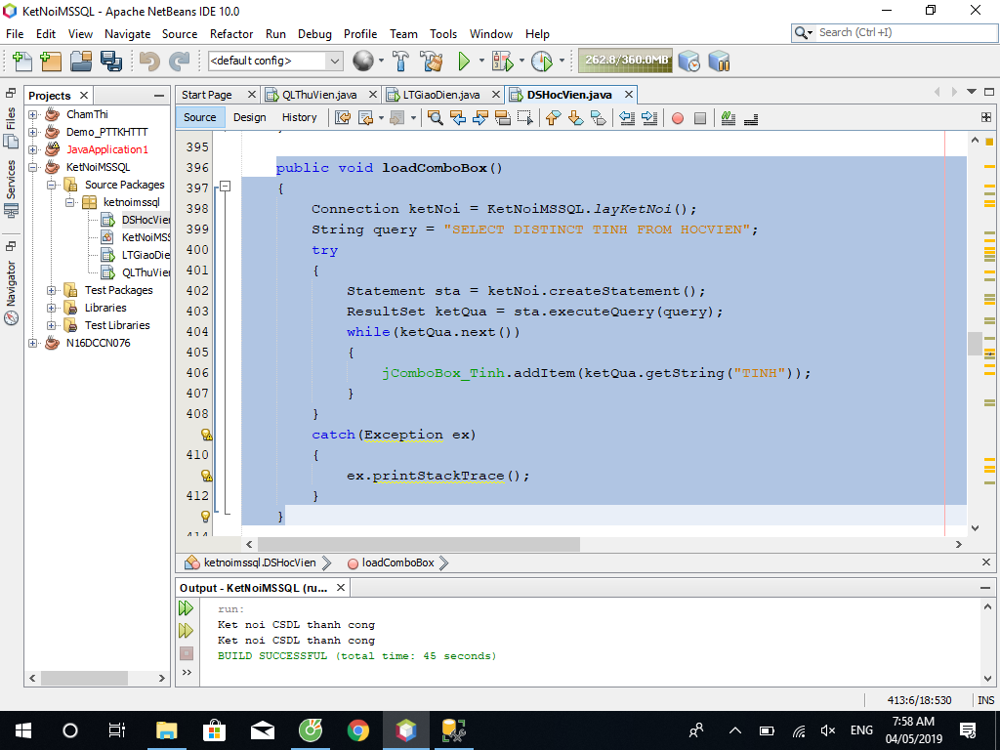 KetNoiMSSQL - Apache NetBeans IDE 10.0
File Edit View Navigate Source Refactor Run Debug Profile Team Tools Window Help
Search (Ctrl+I)
<default config>
262.8/360.0MB
Files
Services
Navigator
Projects
ChamThi
Demo_PTTKHTTT
JavaApplication1
KetNoiMSSQL
Source Packages
ketnoimssql
DSHocVien
KetNoiMSS
LTGiaoDie
QLThuVien
Test Packages
Libraries
Test Libraries
N16DCCN076
Start Page QLThuVien.java LTGiaoDien.java DSHocVien.java
Source Design History
395
396 public void loadComboBox()
397 {
398 Connection ketNoi = KetNoiMSSQL.layKetNoi();
399 String query = "SELECT DISTINCT TINH FROM HOCVIEN";
400 try
401 {
402 Statement sta = ketNoi.createStatement();
403 ResultSet ketQua = sta.executeQuery(query);
404 while(ketQua.next())
405 {
406 jComboBox_Tinh.addItem(ketQua.getString("TINH"));
407 }
408 }
catch(Exception ex)
410 {
ex.printStackTrace();
412 }
}
414
ketnoimssql.DSHocVien loadComboBox
Output - KetNoiMSSQL (ru...
run:
Ket noi CSDL thanh cong
Ket noi CSDL thanh cong
BUILD SUCCESSFUL (total time: 45 seconds)
413:6/18:530 INS
ENG
7:58 AM
04/05/2019